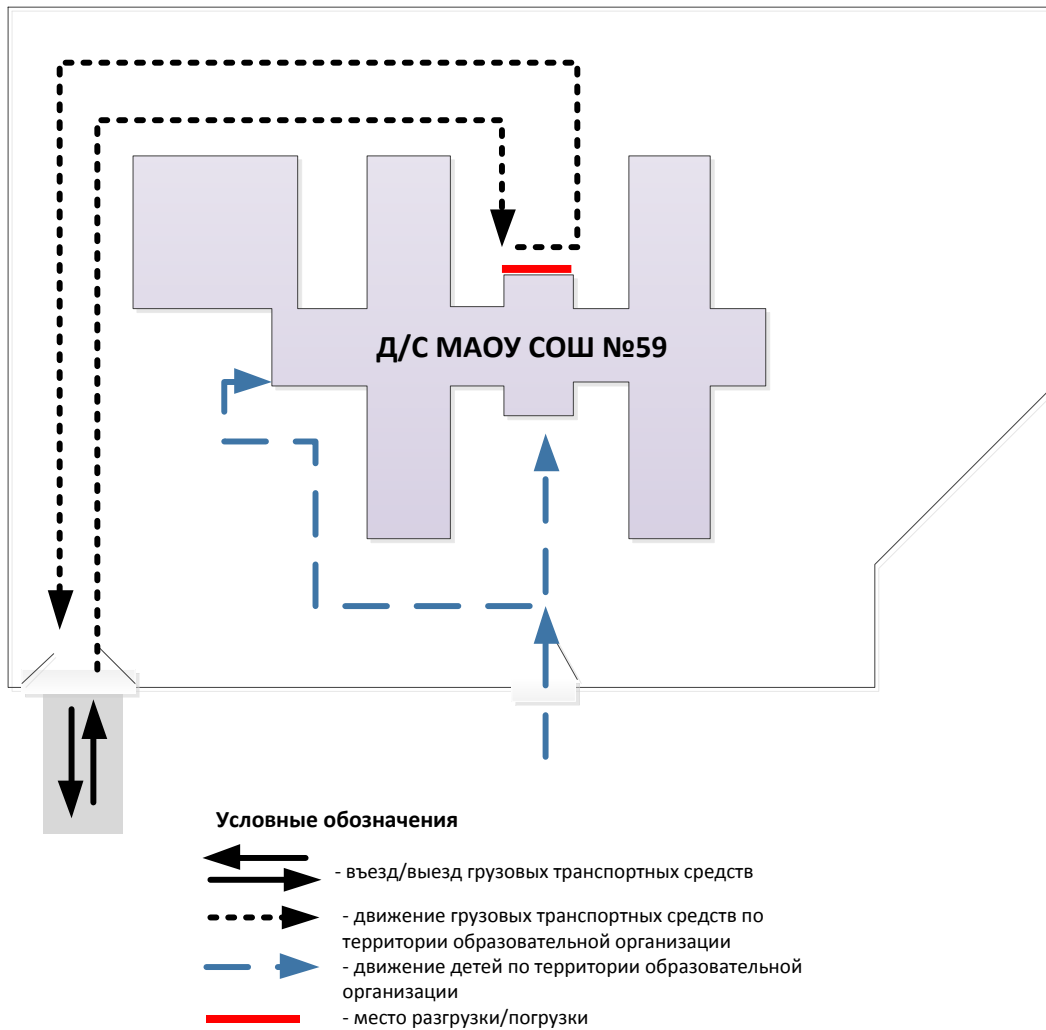 Д/С МАОУ СОШ №59
Условные обозначения
- въезд/выезд грузовых транспортных средств
- движение грузовых транспортных средств по
территории образовательной организации
- движение детей по территории образовательной
организации
- место разгрузки/погрузки